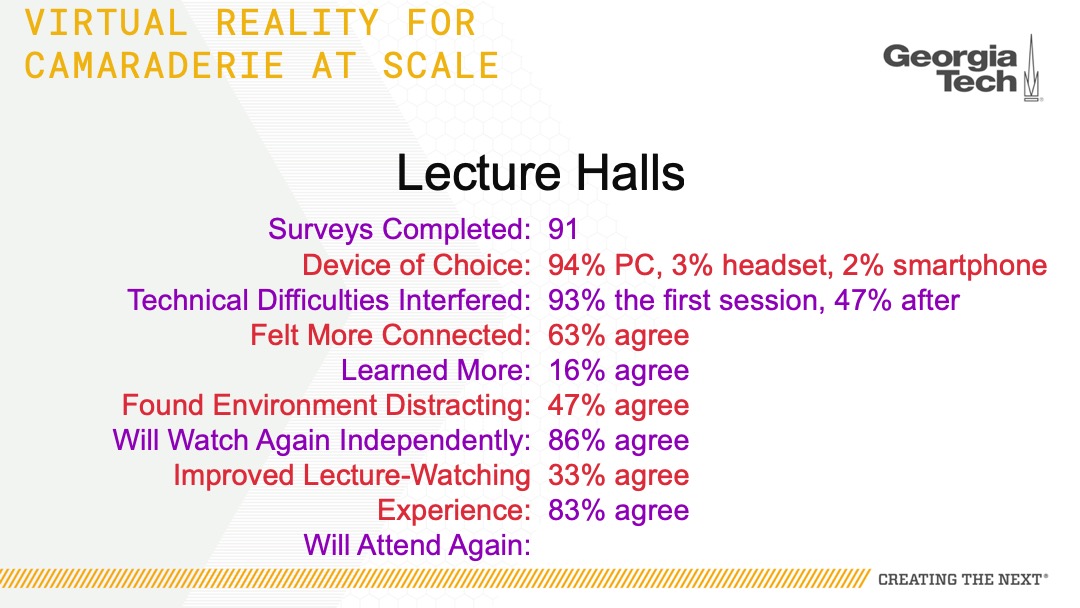 VIRTUAL REALITY FOR
CAMARADERIE AT SCALE
Georgia
Tech
Lecture Halls
Surveys Completed: 91
Device of Choice: 94% PC, 3% headset, 2% smartphone
Technical Difficulties Interfered: 93% the first session, 47% after
Felt More Connected: 63% agree
Learned More: 16% agree
Found Environment Distracting: 47% agree
Will Watch Again Independently: 86% agree
Improved Lecture-Watching 33% agree
Experience: 83% agree
Will Attend Again:
CREATING THE NEXT®